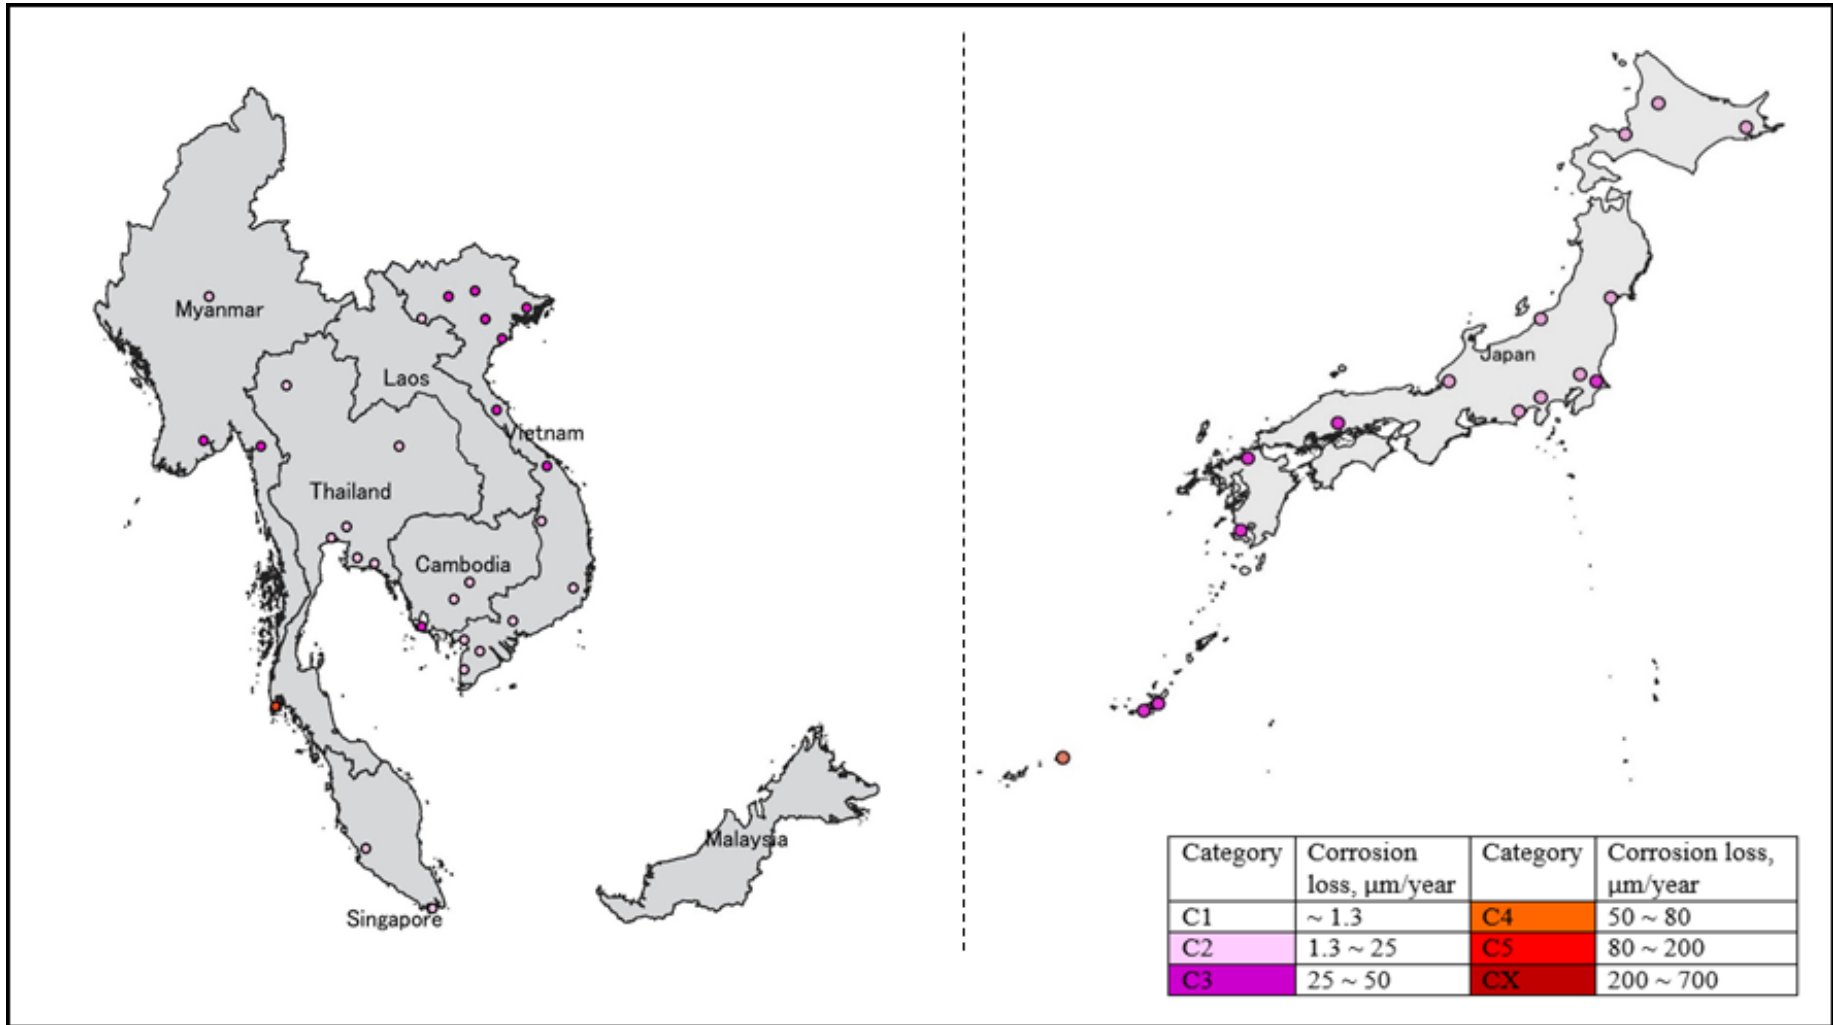 Myanmar
Laos
Vietnam
Thailand
Cambodia
Malaysia
Singapore
Japan
Category Corrosion loss, µm/year Category Corrosion loss, µm/year
C1 ~ 1.3 C4 50 ~ 80
C2 1.3 ~ 25 C5 80 ~ 200
C3 25 ~ 50 CX 200 ~ 700